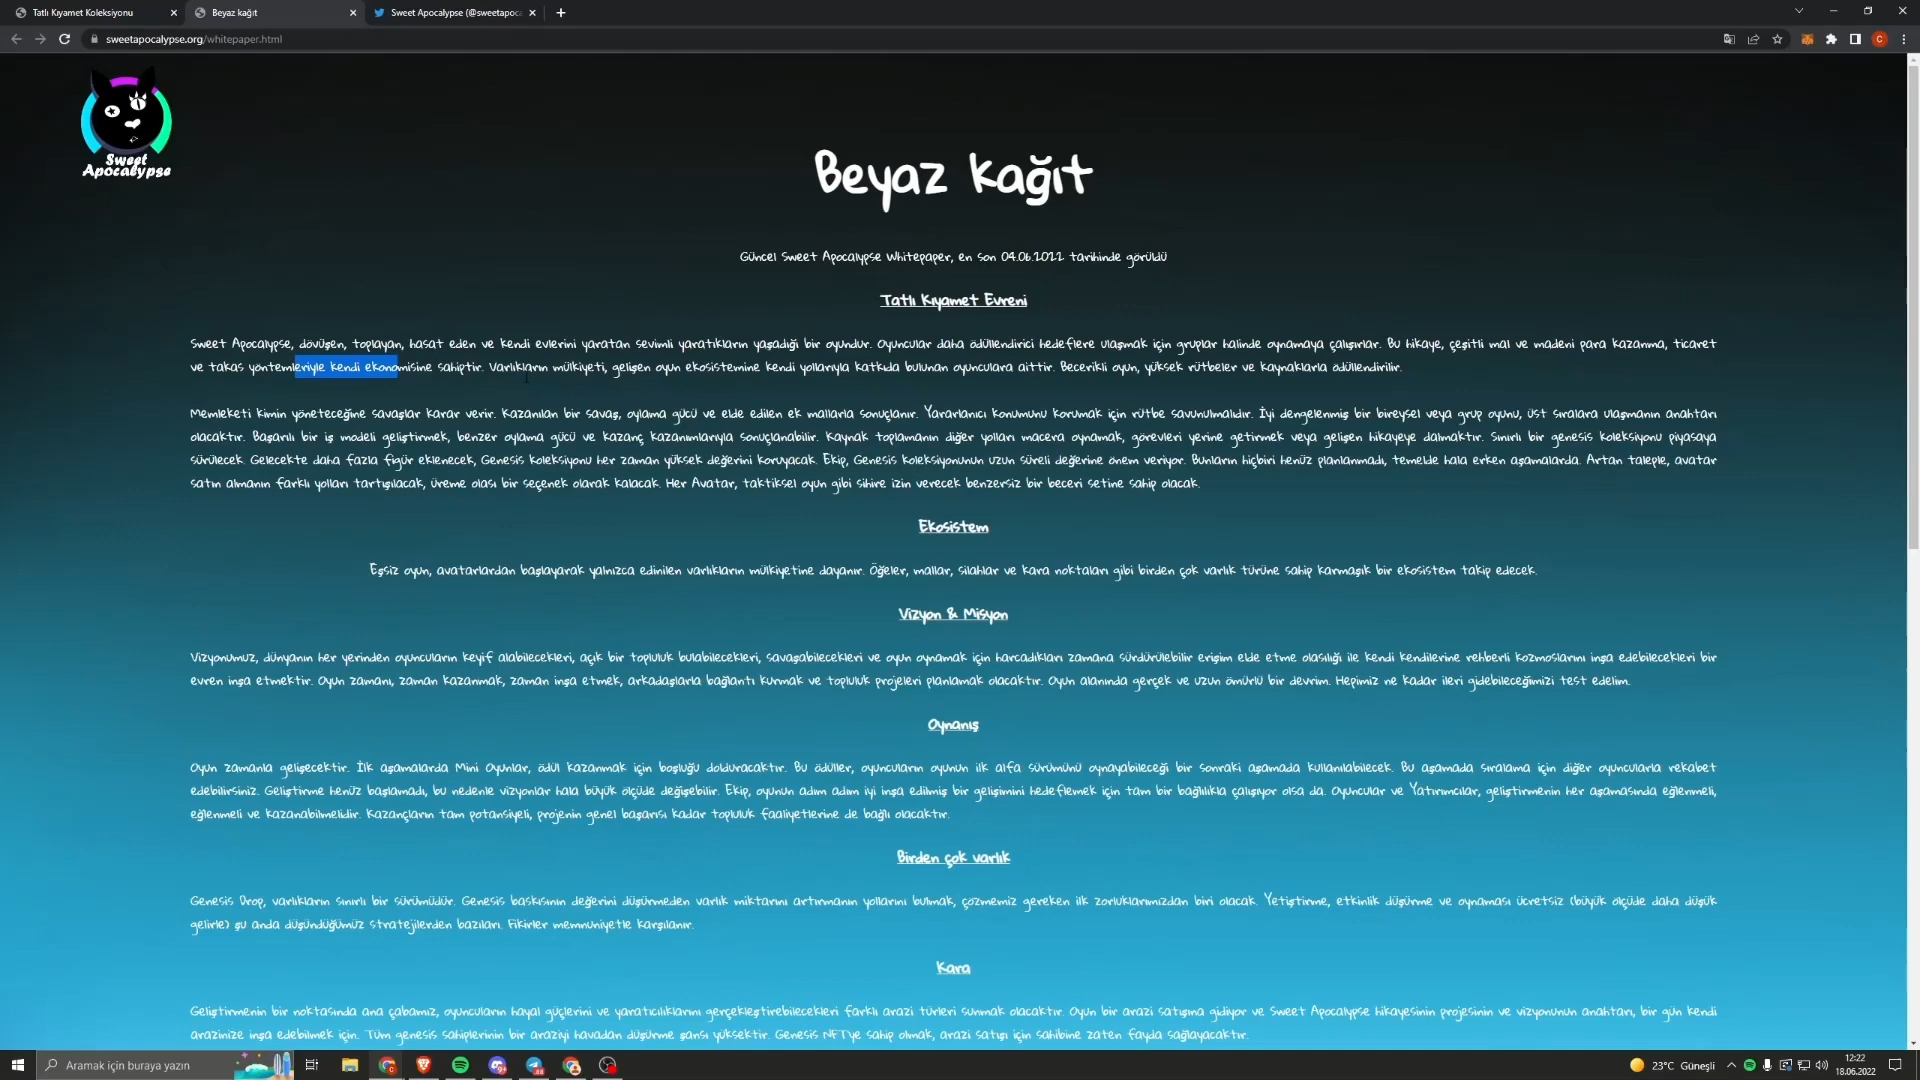 Tatlı Kıyamet Koleksiyonu
Beyaz kağıt
Sweet Apocalypse (@sweetapoca
sweetapocalypse.org/whitepaper.html
C
Sweet
Apocalypse
Beyaz kağıt
Güncel Sweet Apocalypse Whitepaper, en son 04.06.2022 tarihinde görüldü
Tatlı Kıyamet Evreni
Sweet Apocalypse, dövüşen, toplayan, hasat eden ve kendi evlerini yaratan sevimli yaratıkların yaşadığı bir oyundur. Oyuncular daha ödüllendirici hedeflere ulaşmak için gruplar halinde oynamaya çalışırlar. Bu hikaye, çeşitli mal ve madeni para kazanma, ticaret
ve takas yöntemleriyle kendi ekonomisine sahiptir. Varlıkların mülkiyeti, gelişen oyun ekosistemine kendi yollarıyla katkıda bulunan oyunculara aittir. Becerikli oyun, yüksek rütbeler ve kaynaklarla ödüllendirilir.
Memleketi kimin yöneteceğine savaşlar karar verir. Kazanılan bir savaş, oylama gücü ve elde edilen ek mallarla sonuçlanır. Yararlanıcı konumunu korumak için rütbe savunulmalıdır. İyi dengelenmiş bir bireysel veya grup oyunu, üst sıralara ulaşmanın anahtarı
olacaktır. Başarılı bir iş modeli geliştirmek, benzer oylama gücü ve kazanç kazanımlarıyla sonuçlanabilir. Kaynak toplamanın diğer yolları macera oynamak, görevleri yerine getirmek veya gelişen hikayeye dalmaktır. Sınırlı bir genesis koleksiyonu piyasaya
sürülecek. Gelecekte daha fazla figür eklenecek, Genesis koleksiyonu her zaman yüksek değerini koruyacak. Ekip, Genesis koleksiyonunun uzun süreli değerine önem veriyor. Bunların hiçbiri henüz planlanmadı, temelde hala erken aşamalarda. Artan taleple, avatar
satın almanın farklı yolları tartışılacak, üreme olası bir seçenek olarak kalacak. Her Avatar, taktiksel oyun gibi sihire izin verecek benzersiz bir beceri setine sahip olacak.
Ekosistem
Eşsiz oyun, avatarlardan başlayarak yalnızca edinilen varlıkların mülkiyetine dayanır. Öğeler, mallar, silahlar ve kara noktaları gibi birden çok varlık türüne sahip karmaşık bir ekosistem takip edecek.
Vizyon & Misyon
Vizyonumuz, dünyanın her yerinden oyuncuların keyif alabilecekleri, açık bir topluluk bulabilecekleri, savaşabilecekleri ve oyun oynamak için harcadıkları zamana sürdürülebilir erişim elde etme olasılığı ile kendi kendilerine rehberli kozmoslarını inşa edebilecekleri bir
evren inşa etmektir. Oyun zamanı, zaman kazanmak, zaman inşa etmek, arkadaşlarla bağlantı kurmak ve topluluk projeleri planlamak olacaktır. Oyun alanında gerçek ve uzun ömürlü bir devrim. Hepimiz ne kadar ileri gidebileceğimizi test edelim.
Oynanış
Oyun zamanla gelişecektir. İlk aşamalarda Mini Oyunlar, ödül kazanmak için boşluğu dolduracaktır. Bu ödüller, oyuncuların oyunun ilk alfa sürümünü oynayabileceği bir sonraki aşamada kullanılabilecek. Bu aşamada sıralama için diğer oyuncularla rekabet
edebilirsiniz. Geliştirme henüz başlamadı, bu nedenle vizyonlar hala büyük ölçüde değişebilir. Ekip, oyunun adım adım iyi inşa edilmiş bir gelişimini hedeflemek için tam bir bağlılıkla çalışıyor olsa da. Oyuncular ve Yatırımcılar, geliştirmenin her aşamasında eğlenmeli,
eğlenmeli ve kazanabilmelidir. Kazançların tam potansiyeli, projenin genel başarısı kadar topluluk faaliyetlerine de bağlı olacaktır.
Birden çok varlık
Genesis Drop, varlıkların sınırlı bir sürümüdür. Genesis baskısının değerini düşürmeden varlık miktarını artırmanın yollarını bulmak, çözmemiz gereken ilk zorluklarımızdan biri olacak. Yetiştirme, etkinlik düşürme ve oynaması ücretsiz (büyük ölçüde daha düşük
gelirle) şu anda düşündüğümüz stratejilerden bazıları. Fikirler memnuniyetle karşılanır.
Kara
Geliştirmenin bir noktasında ana çabamız, oyuncuların hayal güçlerini ve yaratıcılıklarını gerçekleştirebilecekleri farklı arazi türleri sunmak olacaktır. Oyun bir arazi satışına gidiyor ve Sweet Apocalypse hikayesinin projesinin ve vizyonunun anahtarı, bir gün kendi
arazinize inşa edebilmek için. Tüm genesis sahiplerinin bir araziyi havadan düşürme şansı yüksektir. Genesis NFT'ye sahip olmak, arazi satışı için sahibine zaten fayda sağlayacaktır.
Aramak için buraya yazın
23°C Güneşli
12:22
18.06.2022